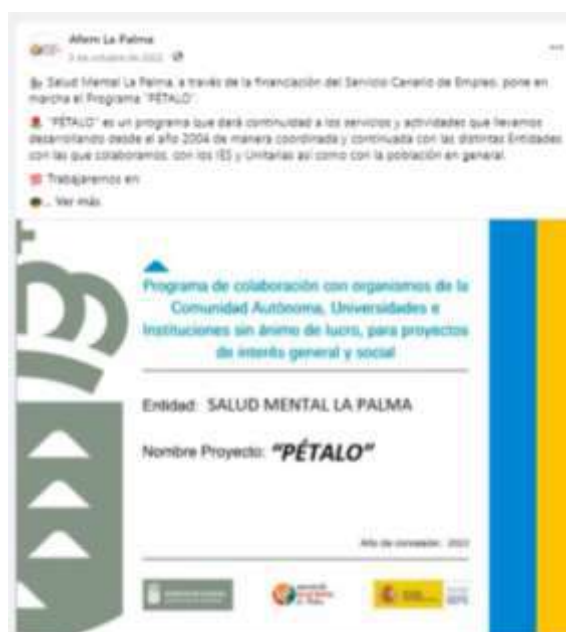 Afem La Palma
3 de octubre de 2022
Salud Mental La Palma, a través de la financiación del Servicio Canario de Empleo, pone en
marcha el Programa "PÉTALO".
"PÉTALO" es un programa que dará continuidad a los servicios y actividades que llevamos
desarrollando desde el año 2004 de manera coordinada y continuada con las distintas Entidades
con las que colaboramos, con los IES y Unitarias así como con la población en general.
Trabajaremos en:
... Ver más
Programa de colaboración con organismos de la
Comunidad Autónoma, Universidades e
Instituciones sin ánimo de lucro, para proyectos
de interés general y social
Entidad: SALUD MENTAL LA PALMA
Nombre Proyecto: "PÉTALO"
Año de concesión: 2022